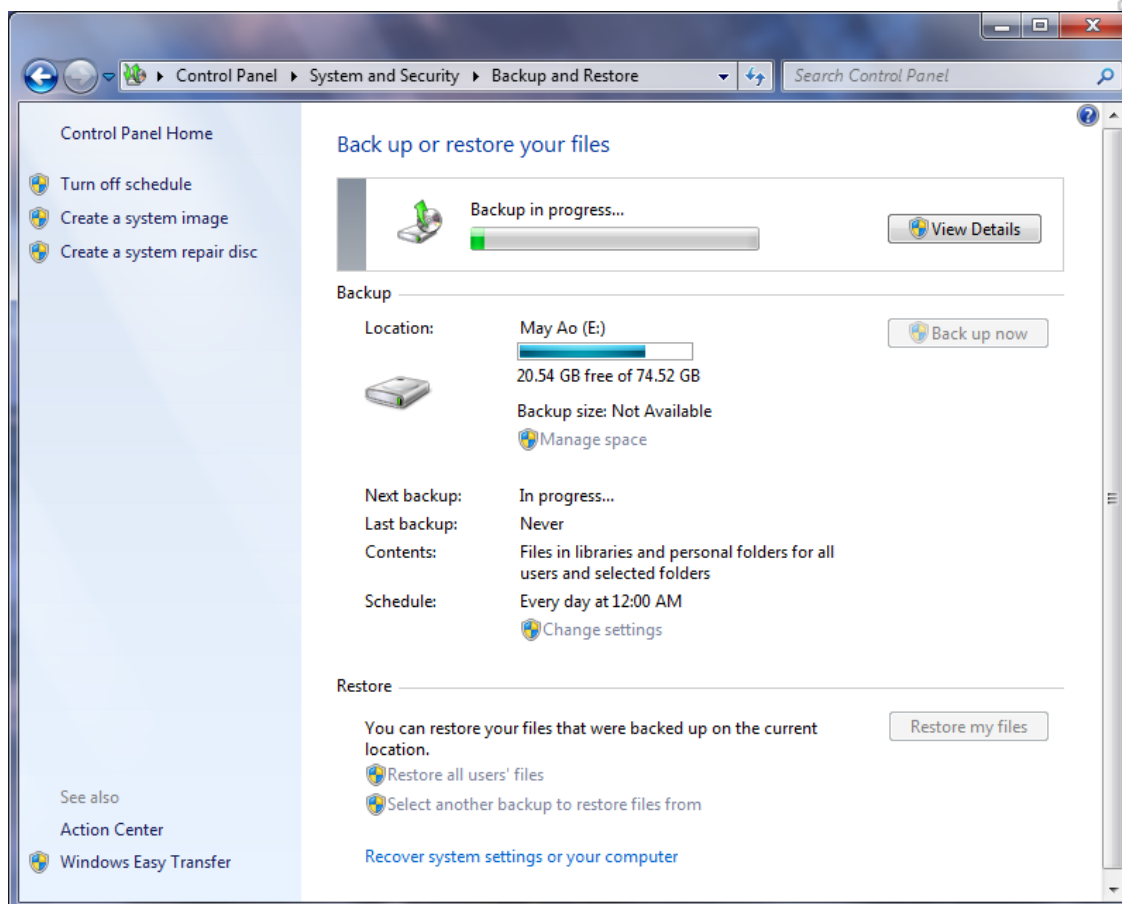 Control Panel ▸ System and Security ▸ Backup and Restore
Search Control Panel
Control Panel Home
Turn off schedule
Create a system image
Create a system repair disc
See also
Action Center
Windows Easy Transfer
Back up or restore your files
Backup in progress...
View Details
Backup
Location:
May Ao (E:)
Back up now
20.54 GB free of 74.52 GB
Backup size: Not Available
Manage space
Next backup:
In progress...
Last backup:
Never
Contents:
Files in libraries and personal folders for all
users and selected folders
Schedule:
Every day at 12:00 AM
Change settings
Restore
You can restore your files that were backed up on the current
location.
Restore my files
Restore all users' files
Select another backup to restore files from
Recover system settings or your computer